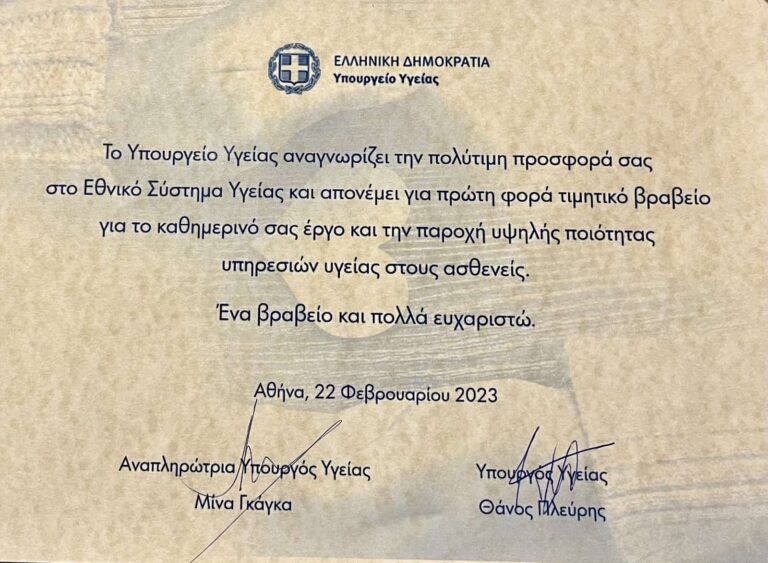 ΕΛΛΗΝΙΚΗ ΔΗΜΟΚΡΑΤΙΑ
Υπουργείο Υγείας
Το Υπουργείο Υγείας αναγνωρίζει την πολύτιμη προσφορά σας
στο Εθνικό Σύστημα Υγείας και απονέμει για πρώτη φορά τιμητικό βραβείο
για το καθημερινό σας έργο και την παροχή υψηλής ποιότητας
υπηρεσιών υγείας στους ασθενείς.
Ένα βραβείο και πολλά ευχαριστώ.
Αθήνα, 22 Φεβρουαρίου 2023
Αναπληρώτρια Υπουργός Υγείας
Μίνα Γκάγκα
Υπουργός Υγείας
Θάνος Πλεύρης